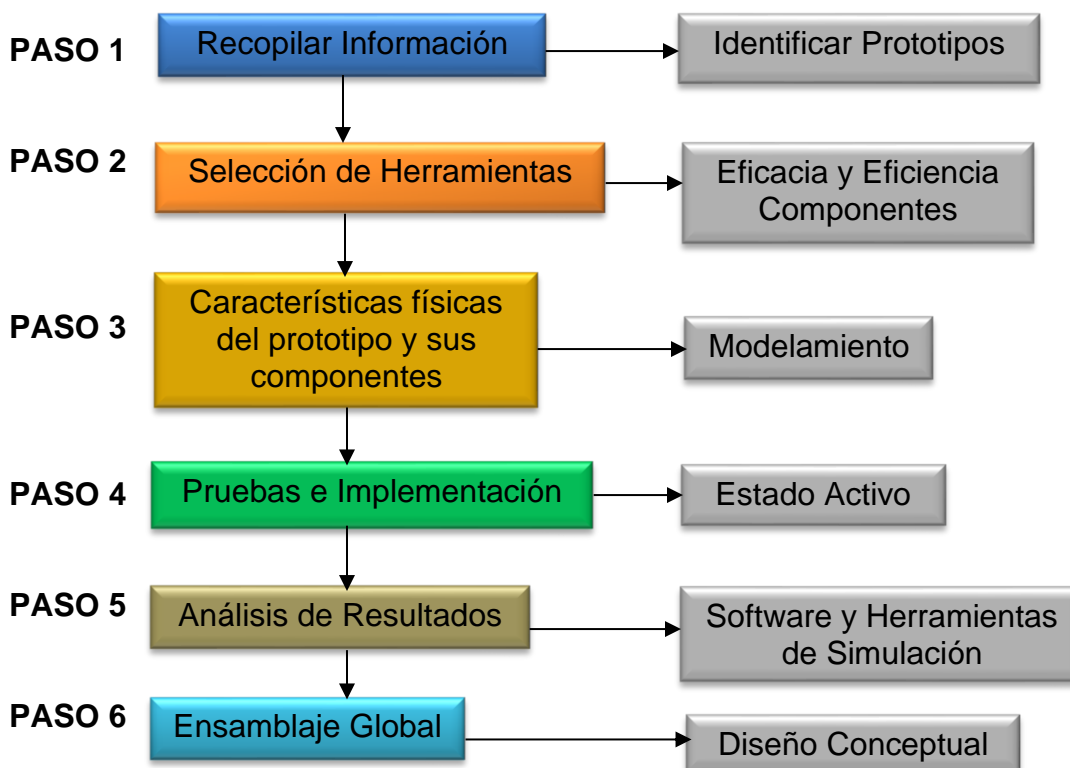 PASO 1
Recopilar Información
Identificar Prototipos
PASO 2
Selección de Herramientas
Eficacia y Eficiencia
Componentes
PASO 3
Características físicas
del prototipo y sus
componentes
Modelamiento
PASO 4
Pruebas e Implementación
Estado Activo
PASO 5
Análisis de Resultados
Software y Herramientas
de Simulación
PASO 6
Ensamblaje Global
Diseño Conceptual